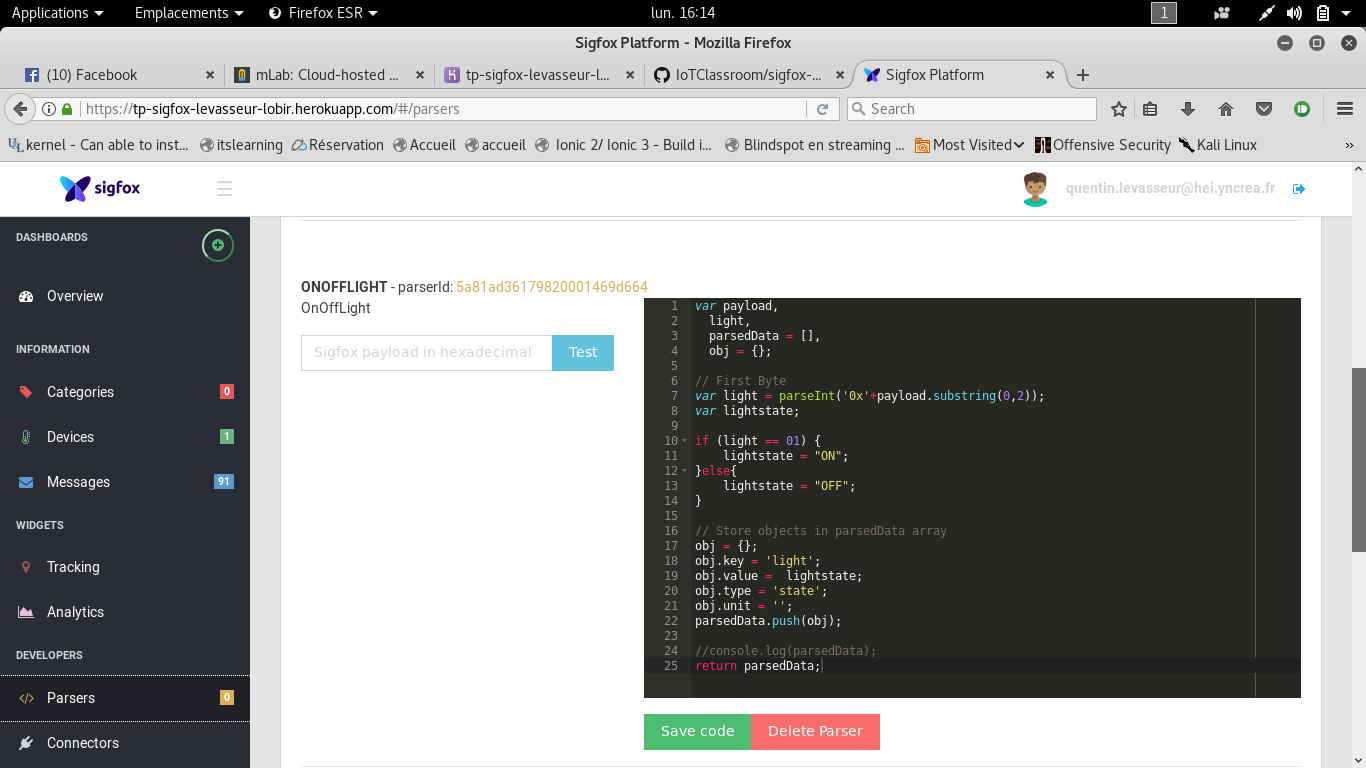 Applications Emplacements Firefox ESR lun. 16:14 1
Sigfox Platform - Mozilla Firefox
(10) Facebook mLab: Cloud-hosted ... tp-sigfox-levasseur-l... IoTClassroom/sigfox-... Sigfox Platform
https://tp-sigfox-levasseur-lobir.herokuapp.com/#/parsers Search
kernel - Can able to inst... itslearning Réservation Accueil accueil Ionic 2/ Ionic 3 - Build i... Blindspot en streaming ... Most Visited Offensive Security Kali Linux »
sigfox quentin.levasseur@hei.yncrea.fr
DASHBOARDS
Overview
INFORMATION
Categories 0
Devices 1
Messages 91
WIDGETS
Tracking
Analytics
DEVELOPERS
Parsers 0
Connectors
ONOFFLIGHT - parserId: 5a81ad36179820001469d664
OnOffLight
Sigfox payload in hexadecimal Test
1 var payload,
2 light,
3 parsedData = [],
4 obj = {};
5
6 // First Byte
7 var light = parseInt('0x'+payload.substring(0,2));
8 var lightstate;
9
10 if (light == 01) {
11 lightstate = "ON";
12 }else{
13 lightstate = "OFF";
14 }
15
16 // Store objects in parsedData array
17 obj = {};
18 obj.key = 'light';
19 obj.value =  lightstate;
20 obj.type = 'state';
21 obj.unit = '';
22 parsedData.push(obj);
23
24 //console.log(parsedData);
25 return parsedData;
Save code Delete Parser